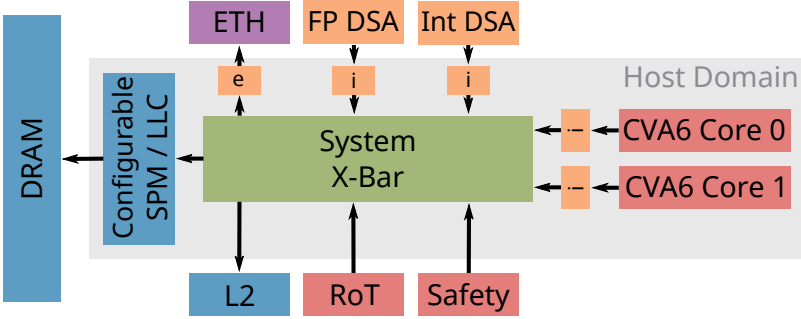 ETH
FP DSA
Int DSA
e
i
i
Host Domain
DRAM
Configurable
SPM / LLC
System
X-Bar
i
CVA6 Core 0
i
CVA6 Core 1
L2
RoT
Safety